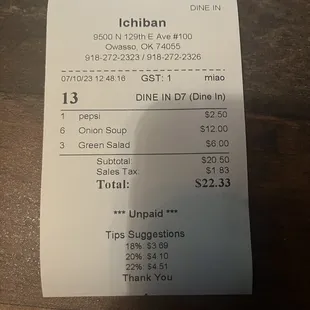 DINE IN
Ichiban
9500 N 129th E Ave #100
Owasso, OK 74055
918-272-2323 / 918-272-2326
07/10/23 12:48:16 GST: 1 miao
13 DINE IN D7 (Dine In)
1 pepsi $2.50
6 Onion Soup $12.00
3 Green Salad $6.00
Subtotal $20.50
Sales Tax: $1.83
Total: $22.33
*** Unpaid ***
Tips Suggestions
18%: $3.69
20%: $4.10
22%: $4.51
Thank You